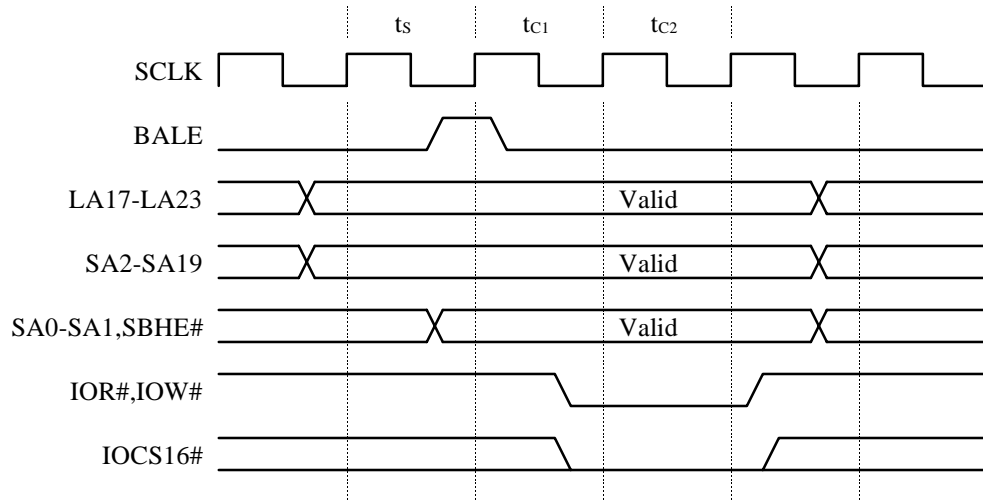 ts tC1 tC2
SCLK
BALE
LA17-LA23 Valid
SA2-SA19 Valid
SA0-SA1,SBHE# Valid
IOR#,IOW#
IOCS16#